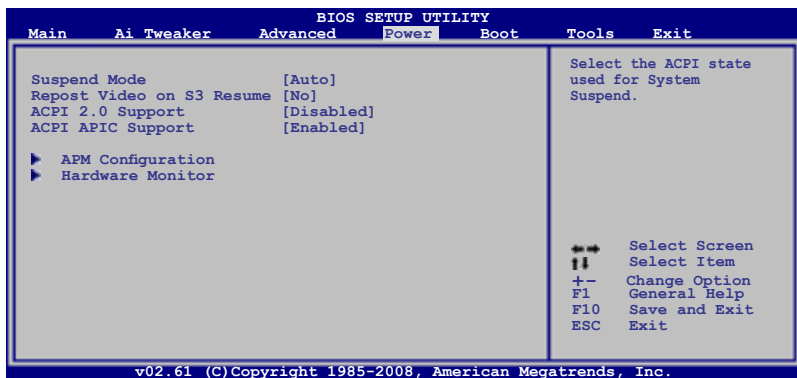 BIOS SETUP UTILITY
Main Ai Tweaker Advanced Power Boot Tools Exit
Suspend Mode [Auto]
Repost Video on S3 Resume [No]
ACPI 2.0 Support [Disabled]
ACPI APIC Support [Enabled]
APM Configuration
Hardware Monitor
Select the ACPI state
used for System
Suspend.
Select Screen
Select Item
+- Change Option
F1 General Help
F10 Save and Exit
ESC Exit
v02.61 (C)Copyright 1985-2008, American Megatrends, Inc.